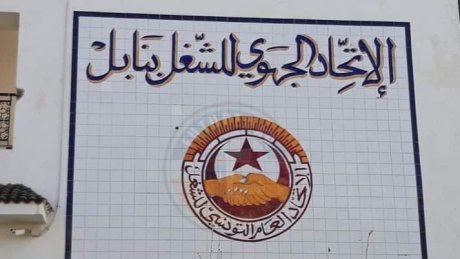 الإتحاد الجهوي للشغل بنابل
الاتحاد العام التونسي للشغل